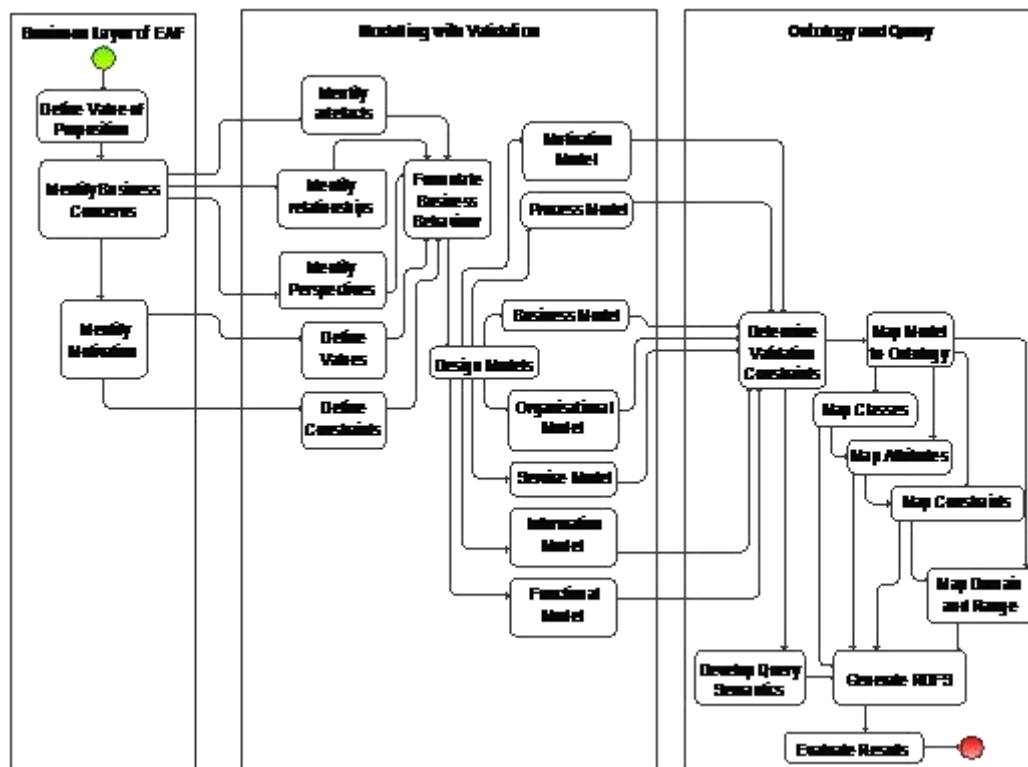 Business Layer of EAF
Define Value of
Proposition
Identify Business
Concerns
Identify
Motivation
Modeling with Validation
Identify
artefacts
Identify
relationships
Identify
Perspectives
Define
Values
Define
Constraints
Formulate
Business
Behaviour
Design Models
Motivation
Model
Process Model
Business Model
Organisational
Model
Service Model
Information
Model
Functional
Model
Ontology and Query
Determine
Validation
Constraints
Map Model
to Ontology
Map Classes
Map Attributes
Map Constraints
Map Domain
and Range
Develop Query
Semantics
Generate RDFS
Evaluate Results